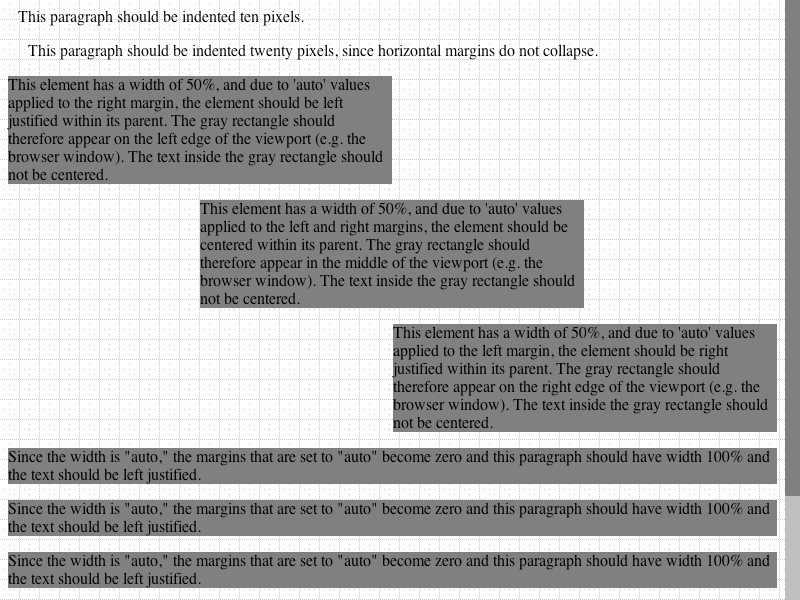 This paragraph should be indented ten pixels.
This paragraph should be indented twenty pixels, since horizontal margins do not collapse.
This element has a width of 50%, and due to 'auto' values
applied to the right margin, the element should be left
justified within its parent. The gray rectangle should
therefore appear on the left edge of the viewport (e.g. the
browser window). The text inside the gray rectangle should
not be centered.
This element has a width of 50%, and due to 'auto' values
applied to the left and right margins, the element should be
centered within its parent. The gray rectangle should
therefore appear in the middle of the viewport (e.g. the
browser window). The text inside the gray rectangle should
not be centered.
This element has a width of 50%, and due to 'auto' values
applied to the left margin, the element should be right
justified within its parent. The gray rectangle should
therefore appear on the right edge of the viewport (e.g. the
browser window). The text inside the gray rectangle should
not be centered.
Since the width is "auto," the margins that are set to "auto" become zero and this paragraph should have width 100% and
the text should be left justified.
Since the width is "auto," the margins that are set to "auto" become zero and this paragraph should have width 100% and
the text should be left justified.
Since the width is "auto," the margins that are set to "auto" become zero and this paragraph should have width 100% and
the text should be left justified.